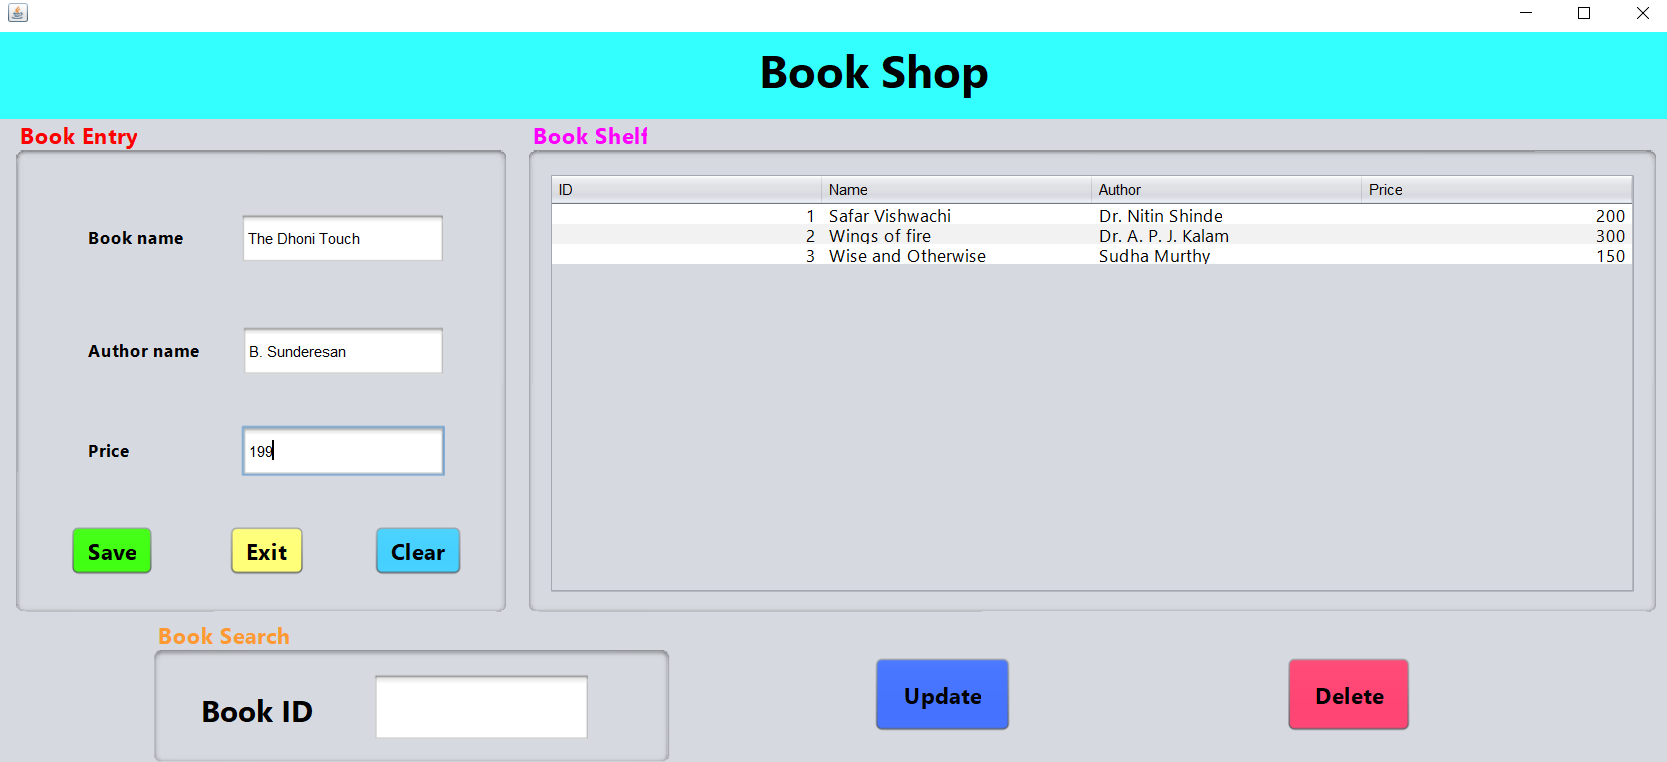 Book Shop
Book Entry
Book name
The Dhoni Touch
Author name
B. Sunderesan
Price
199
Save Exit Clear
Book Shelf
ID Name Author Price
1 Safar Vishwachi Dr. Nitin Shinde 200
2 Wings of fire Dr. A. P. J. Kalam 300
3 Wise and Otherwise Sudha Murthy 150
Book Search
Book ID
Update
Delete